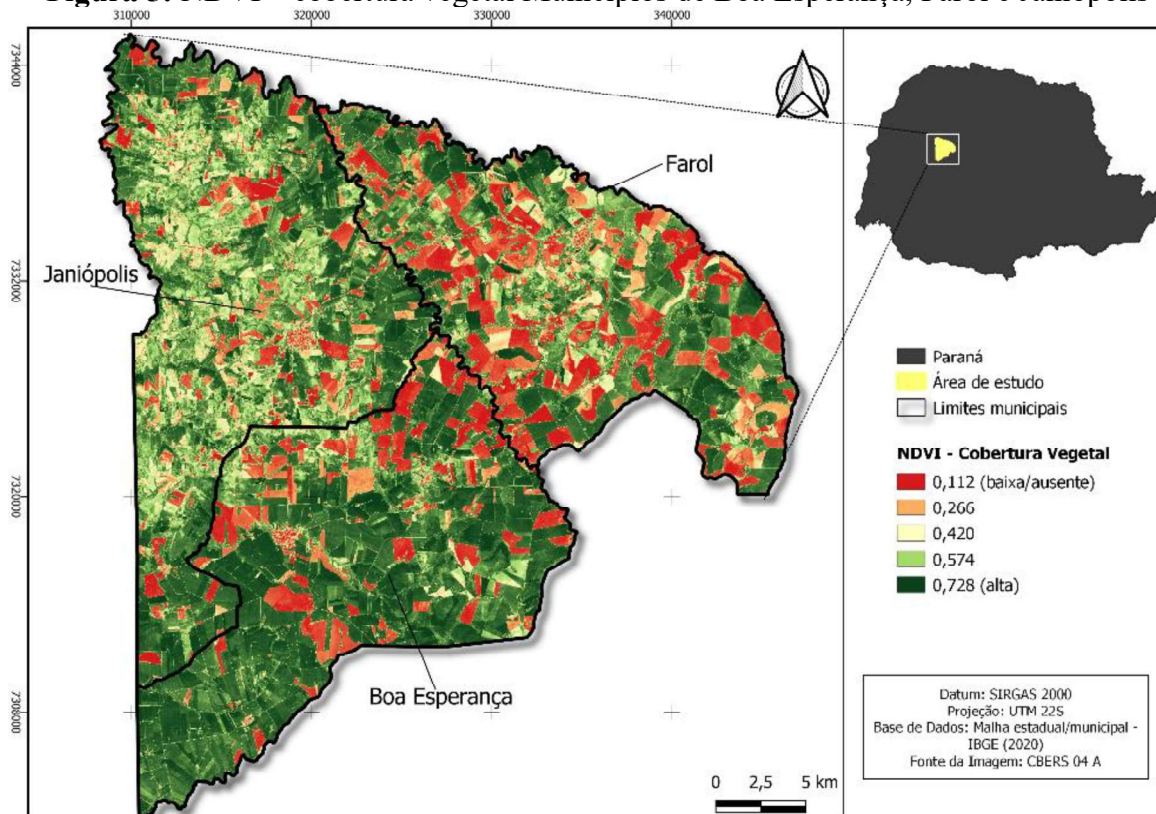 310000
320000
330000
340000
7344000
7332000
7320000
7308000
Farol
Janiópolis
Boa Esperança
0 2,5 5 km
Paraná
Área de estudo
Limites municipais
NDVI - Cobertura Vegetal
0,112 (baixa/ausente)
0,266
0,420
0,574
0,728 (alta)
Datum: SIRGAS 2000
Projeção: UTM 22S
Base de Dados: Malha estadual/municipal -
IBGE (2020)
Fonte da Imagem: CBERS 04 A